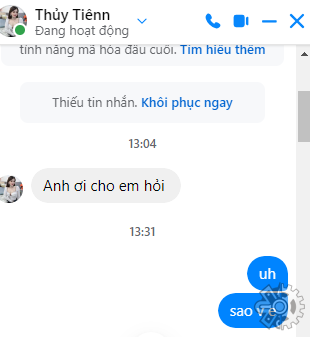 Thủy Tiênn
Đang hoạt động
tính năng mã hóa đầu cuối. Tìm hiểu thêm
Thiếu tin nhắn. Khôi phục ngay
13:04
Anh ơi cho em hỏi
13:31
uh
sao v e